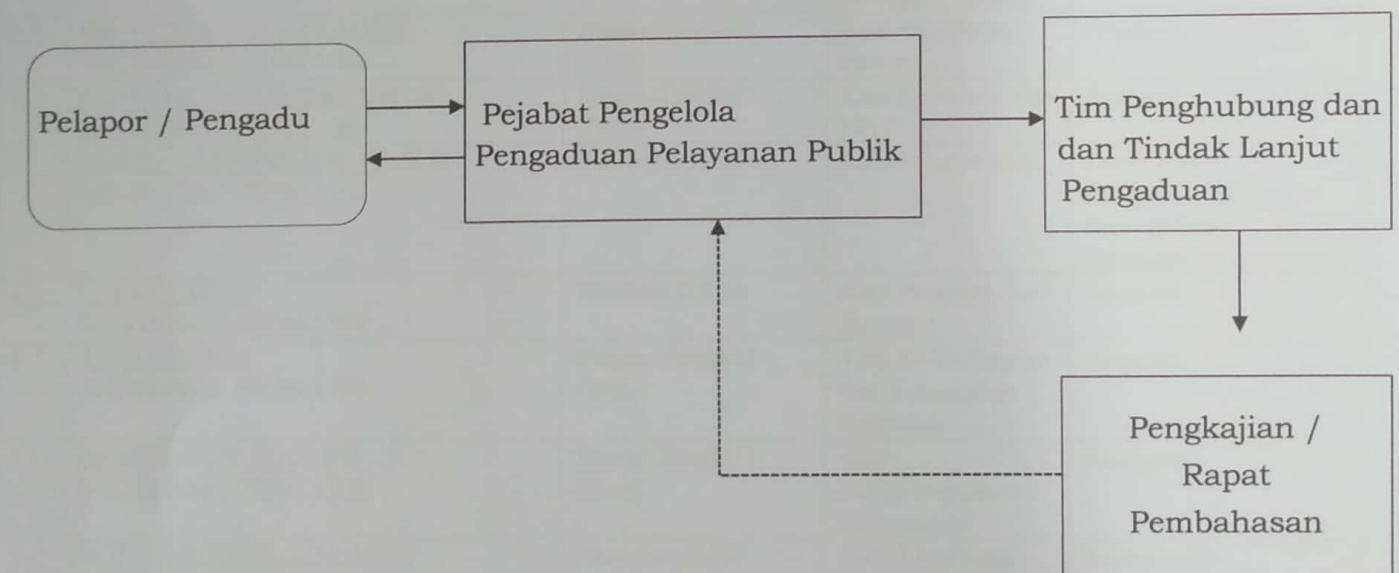 Pelapor / Pengadu
Pejabat Pengelola
Pengaduan Pelayanan Publik
Tim Penghubung dan
dan Tindak Lanjut
Pengaduan
Pengkajian /
Rapat
Pembahasan